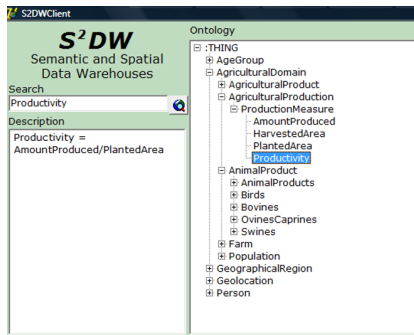 S2DWClient
S²DW
Semantic and Spatial
Data Warehouses
Search
Productivity
Description
Productivity =
AmountProduced/PlantedArea
Ontology
:THING
AgeGroup
AgriculturalDomain
AgriculturalProduct
AgriculturalProduction
ProductionMeasure
AmountProduced
HarvestedArea
PlantedArea
Productivity
AnimalProduct
AnimalProducts
Birds
Bovines
OvinesCaprines
Swines
Farm
Population
GeographicalRegion
Geolocation
Person